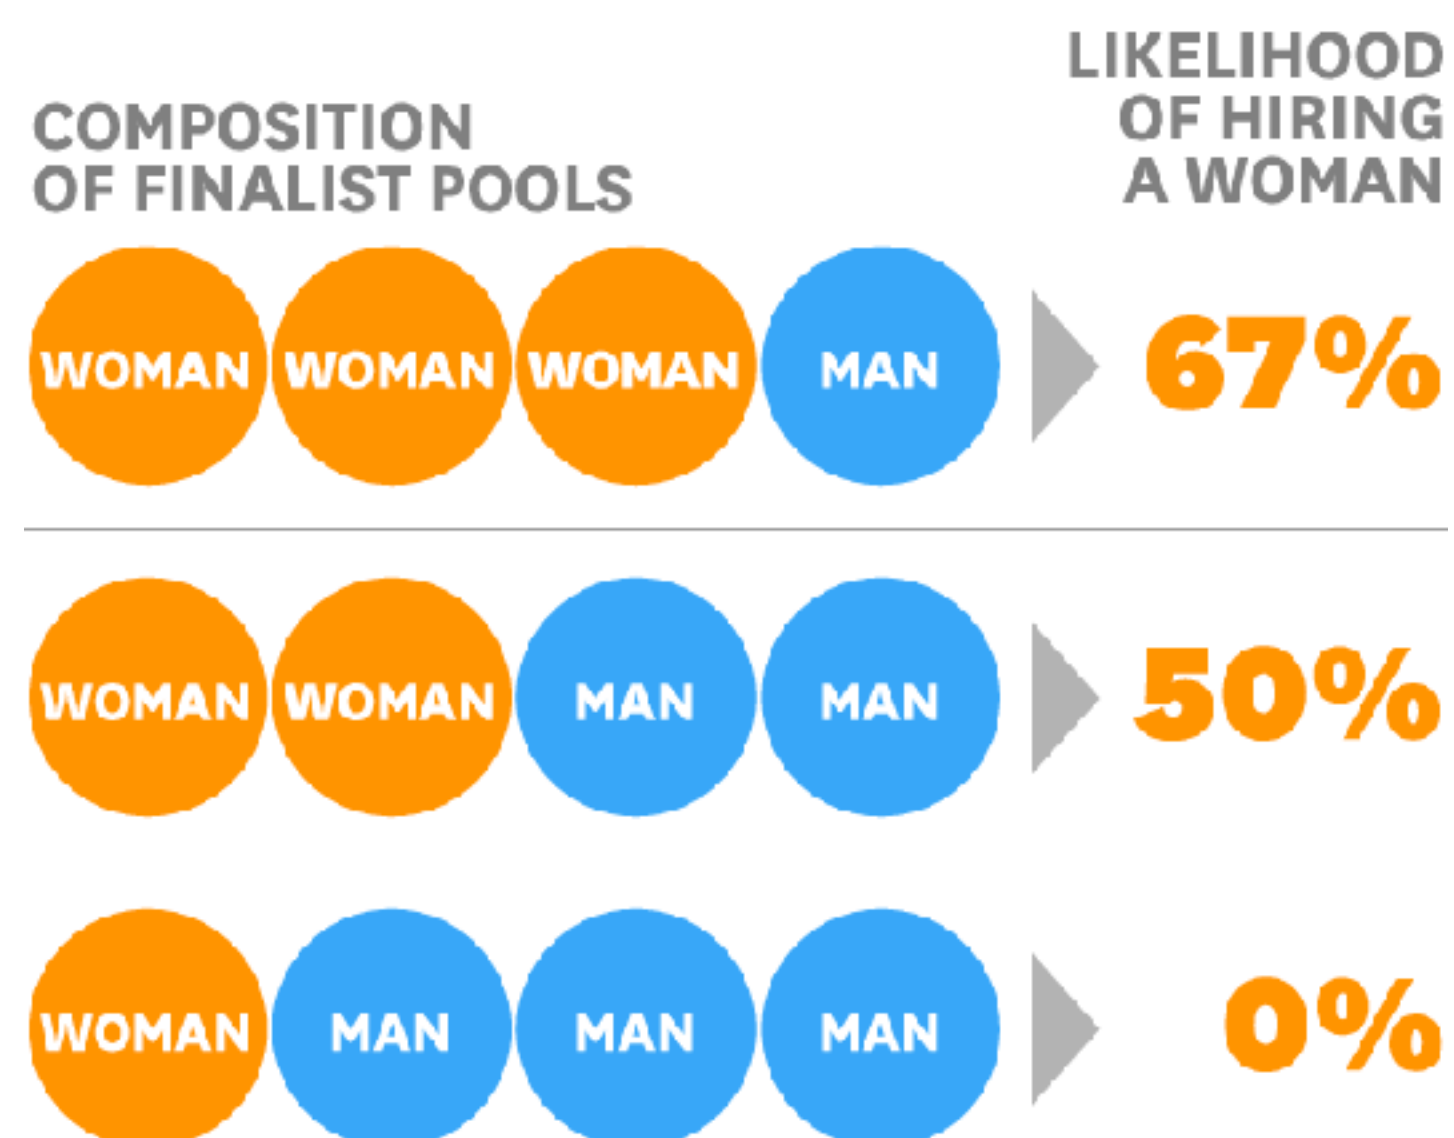 COMPOSITION
OF FINALIST POOLS
LIKELIHOOD
OF HIRING
A WOMAN
WOMAN WOMAN WOMAN MAN 67%
WOMAN WOMAN MAN MAN 50%
WOMAN MAN MAN MAN 0%